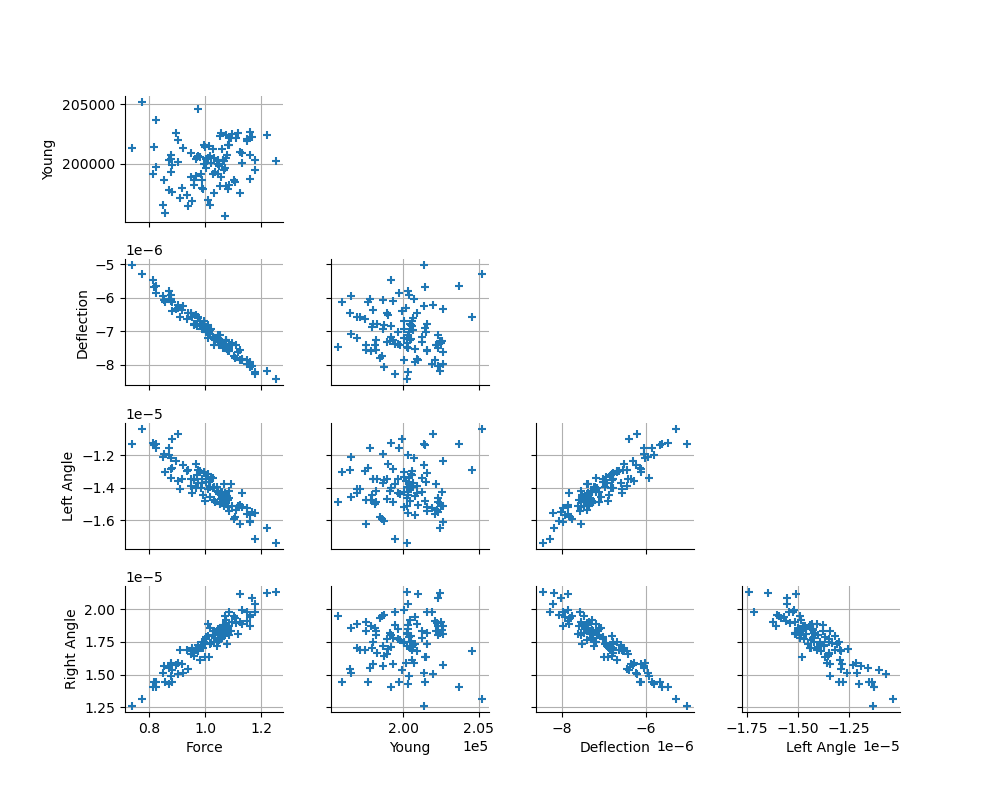 205000
200000
Young
1e−6
−5
−6
−7
−8
Deflection
1e−5
−1.2
−1.4
−1.6
Left Angle
1e−5
2.00
1.75
1.50
1.25
Right Angle
0.8 1.0 1.2 2.00 2.05 −8 −6 −1.75 −1.50 −1.25
Force Young 1e5 Deflection 1e−6 Left Angle 1e−5